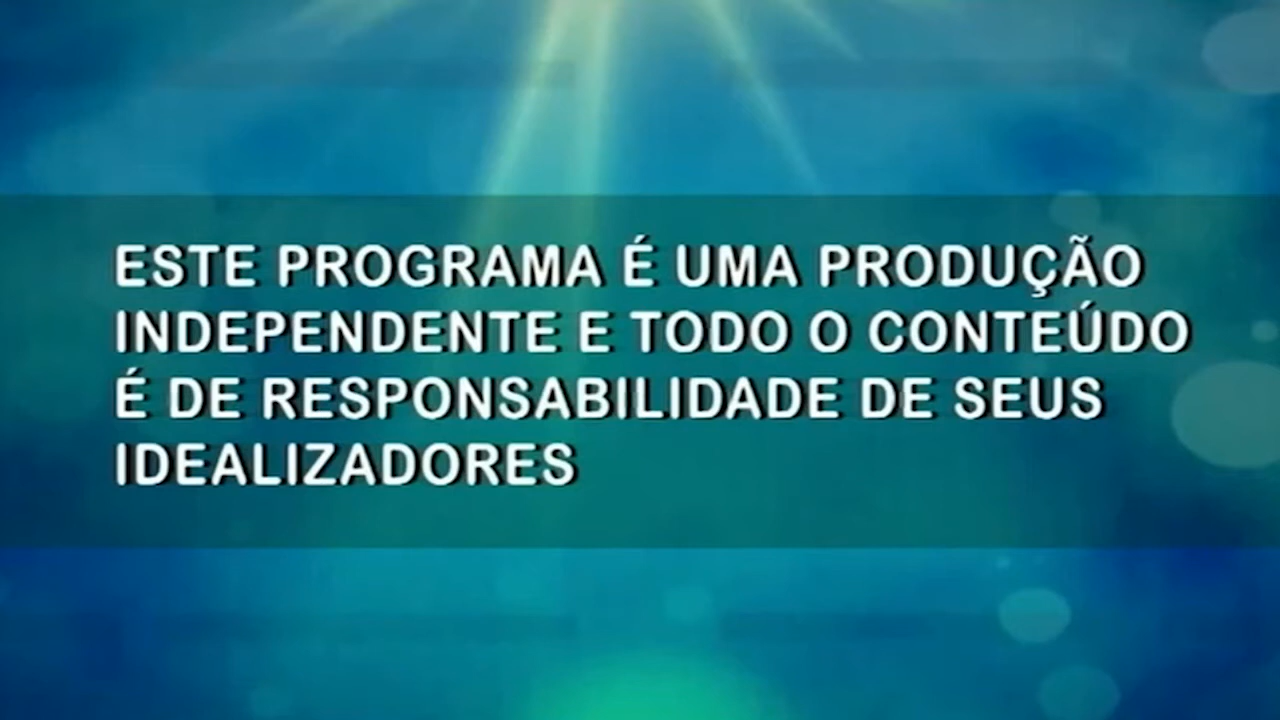 ESTE PROGRAMA É UMA PRODUÇÃO
INDEPENDENTE E TODO O CONTEÚDO
É DE RESPONSABILIDADE DE SEUS
IDEALIZADORES